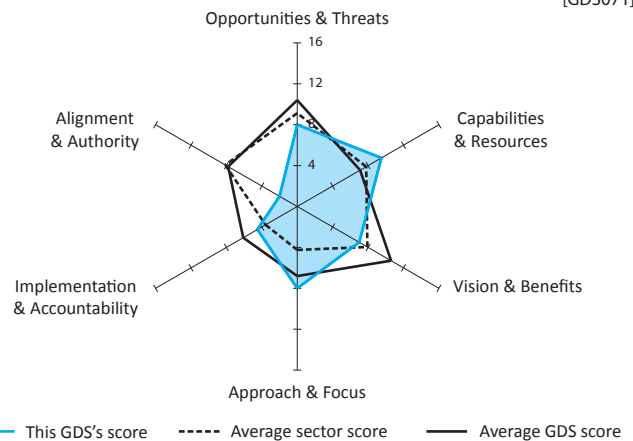 Opportunities & Threats
16
12
8
4
Alignment
& Authority
Capabilities
& Resources
Implementation
& Accountability
Vision & Benefits
Approach & Focus
This GDS's score
Average sector score
Average GDS score